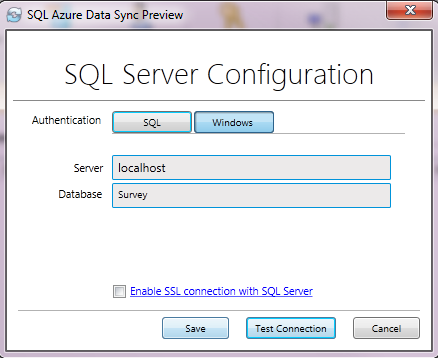 SQL Azure Data Sync Preview
SQL Server Configuration
Authentication SQL Windows
Server localhost
Database Survey
Enable SSL connection with SQL Server
Save Test Connection Cancel